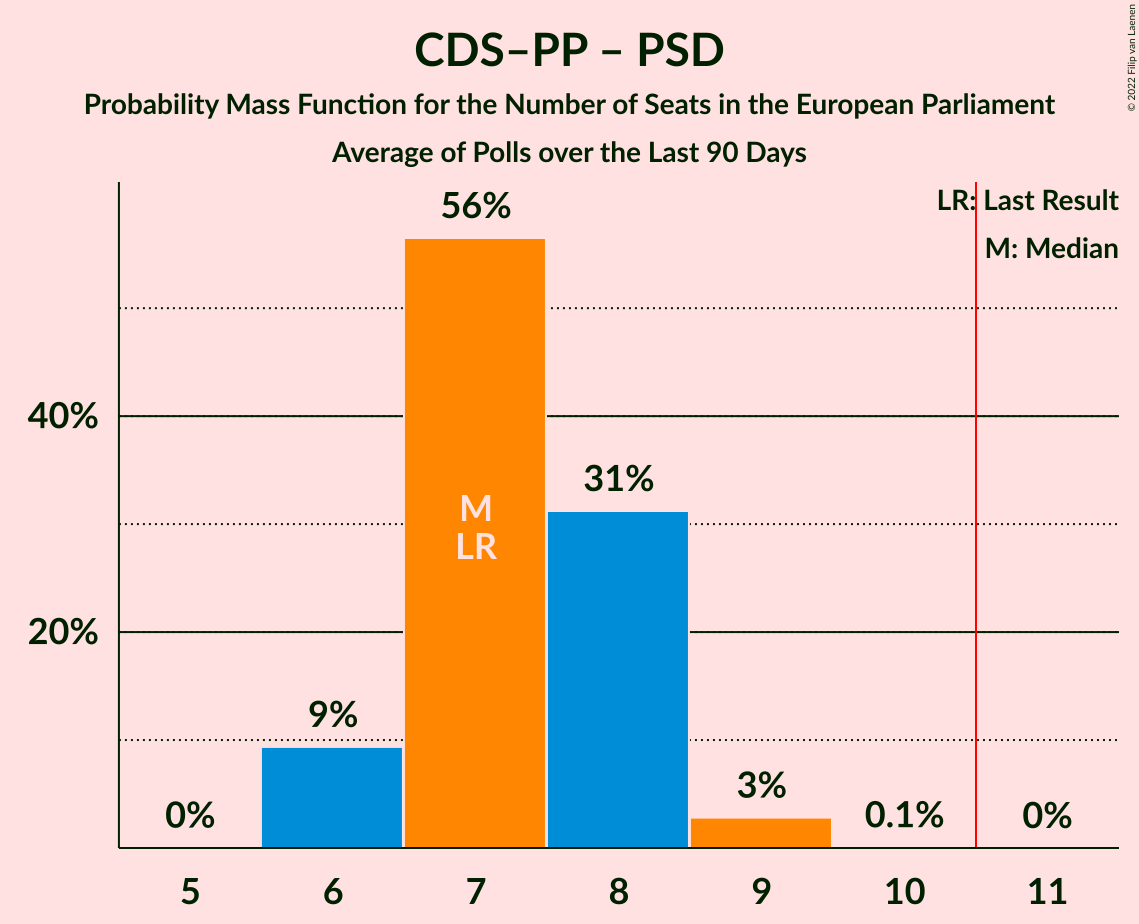 CDS–PP – PSD
Probability Mass Function for the Number of Seats in the European Parliament
Average of Polls over the Last 90 Days
© 2022 Filip van Laenen
LR: Last Result
M: Median
56%
40%
31%
M
LR
20%
9%
3%
0%
0.1%
0%
5 6 7 8 9 10 11